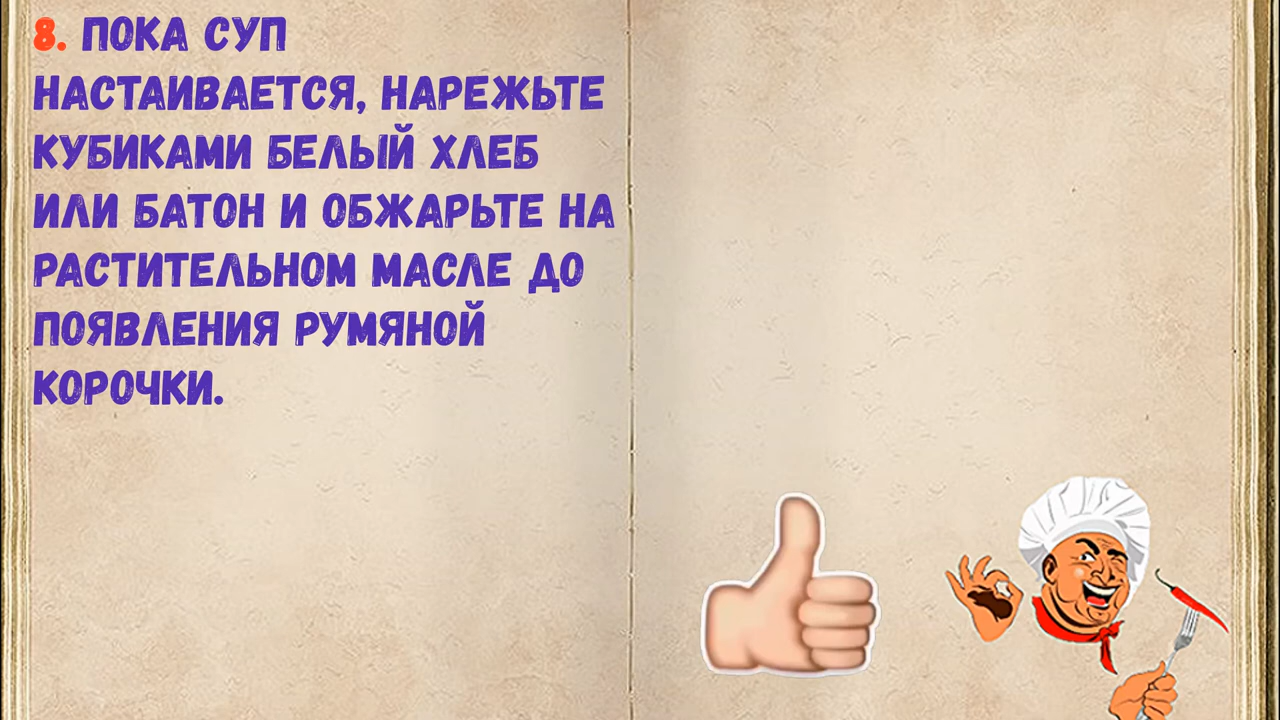 8. ПОКА СУП
НАСТАИВАЕТСЯ, НАРЕЖЬТЕ
КУБИКАМИ БЕЛЫЙ ХЛЕБ
ИЛИ БАТОН И ОБЖАРЬТЕ НА
РАСТИТЕЛЬНОМ МАСЛЕ ДО
ПОЯВЛЕНИЯ РУМЯНОЙ
КОРОЧКИ.